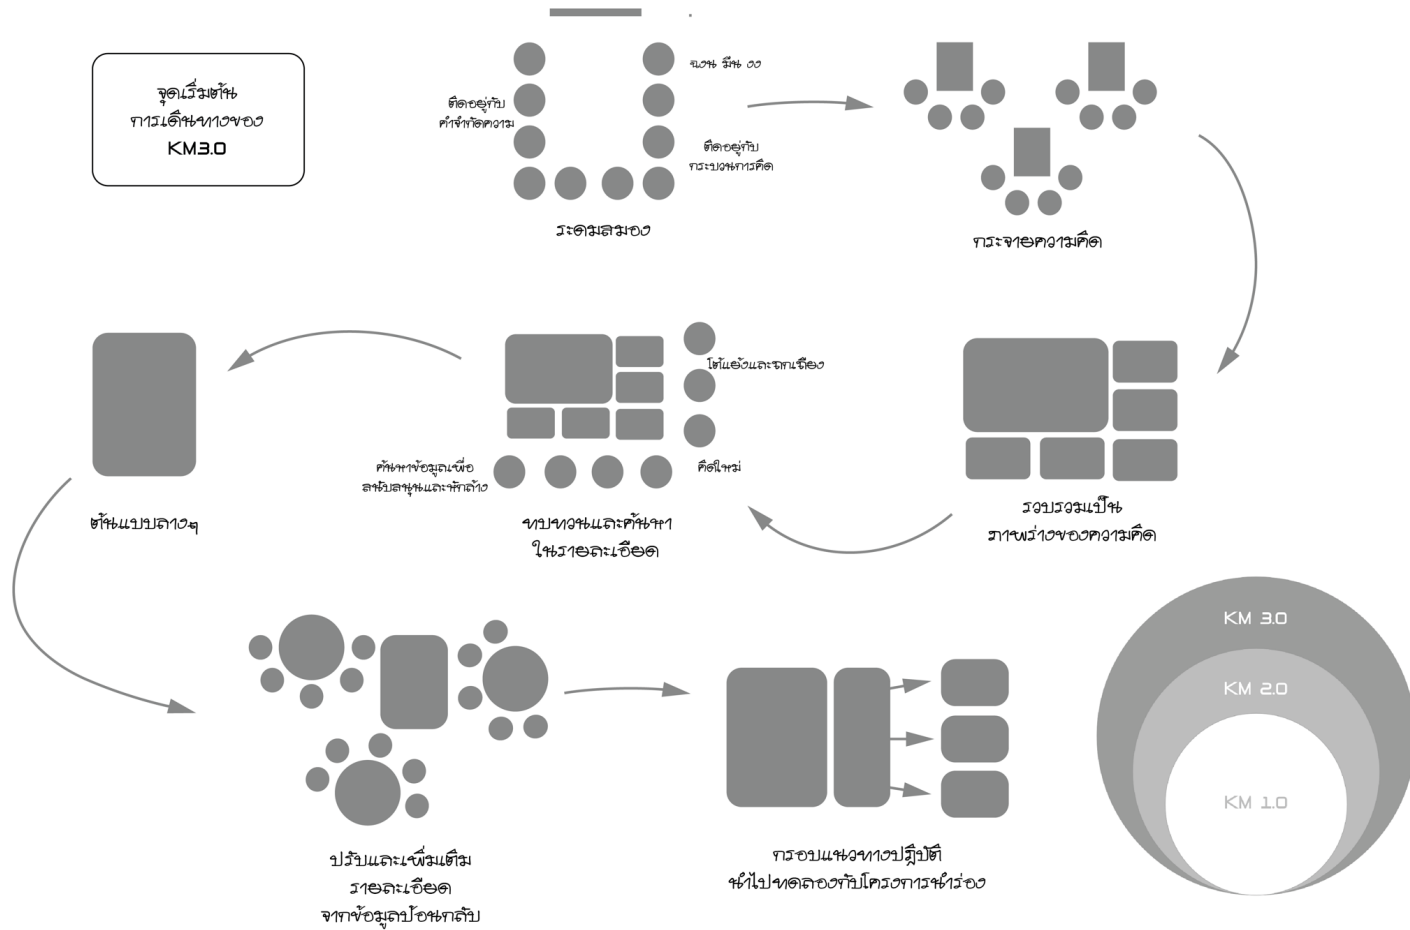 จุดเริ่มต้น
การเดินทางของ
KM3.0
ติดอยู่กับ
คำจำกัดความ
ฉงน มึน งง
ติดอยู่กับ
กระบวนการคิด
ระดมสมอง
กระจายความคิด
รวบรวมเป็น
ภาพร่างของความคิด
โต้แย้งและถกเถียง
คิดใหม่
ค้นหาข้อมูลเพื่อ
สนับสนุนและหักล้าง
ทบทวนและค้นหา
ในรายละเอียด
ต้นแบบลางๆ
ปรับและเพิ่มเติม
รายละเอียด
จากข้อมูลป้อนกลับ
กรอบแนวทางปฏิบัติ
นำไปทดลองกับโครงการนำร่อง
KM 3.0
KM 2.0
KM 1.0